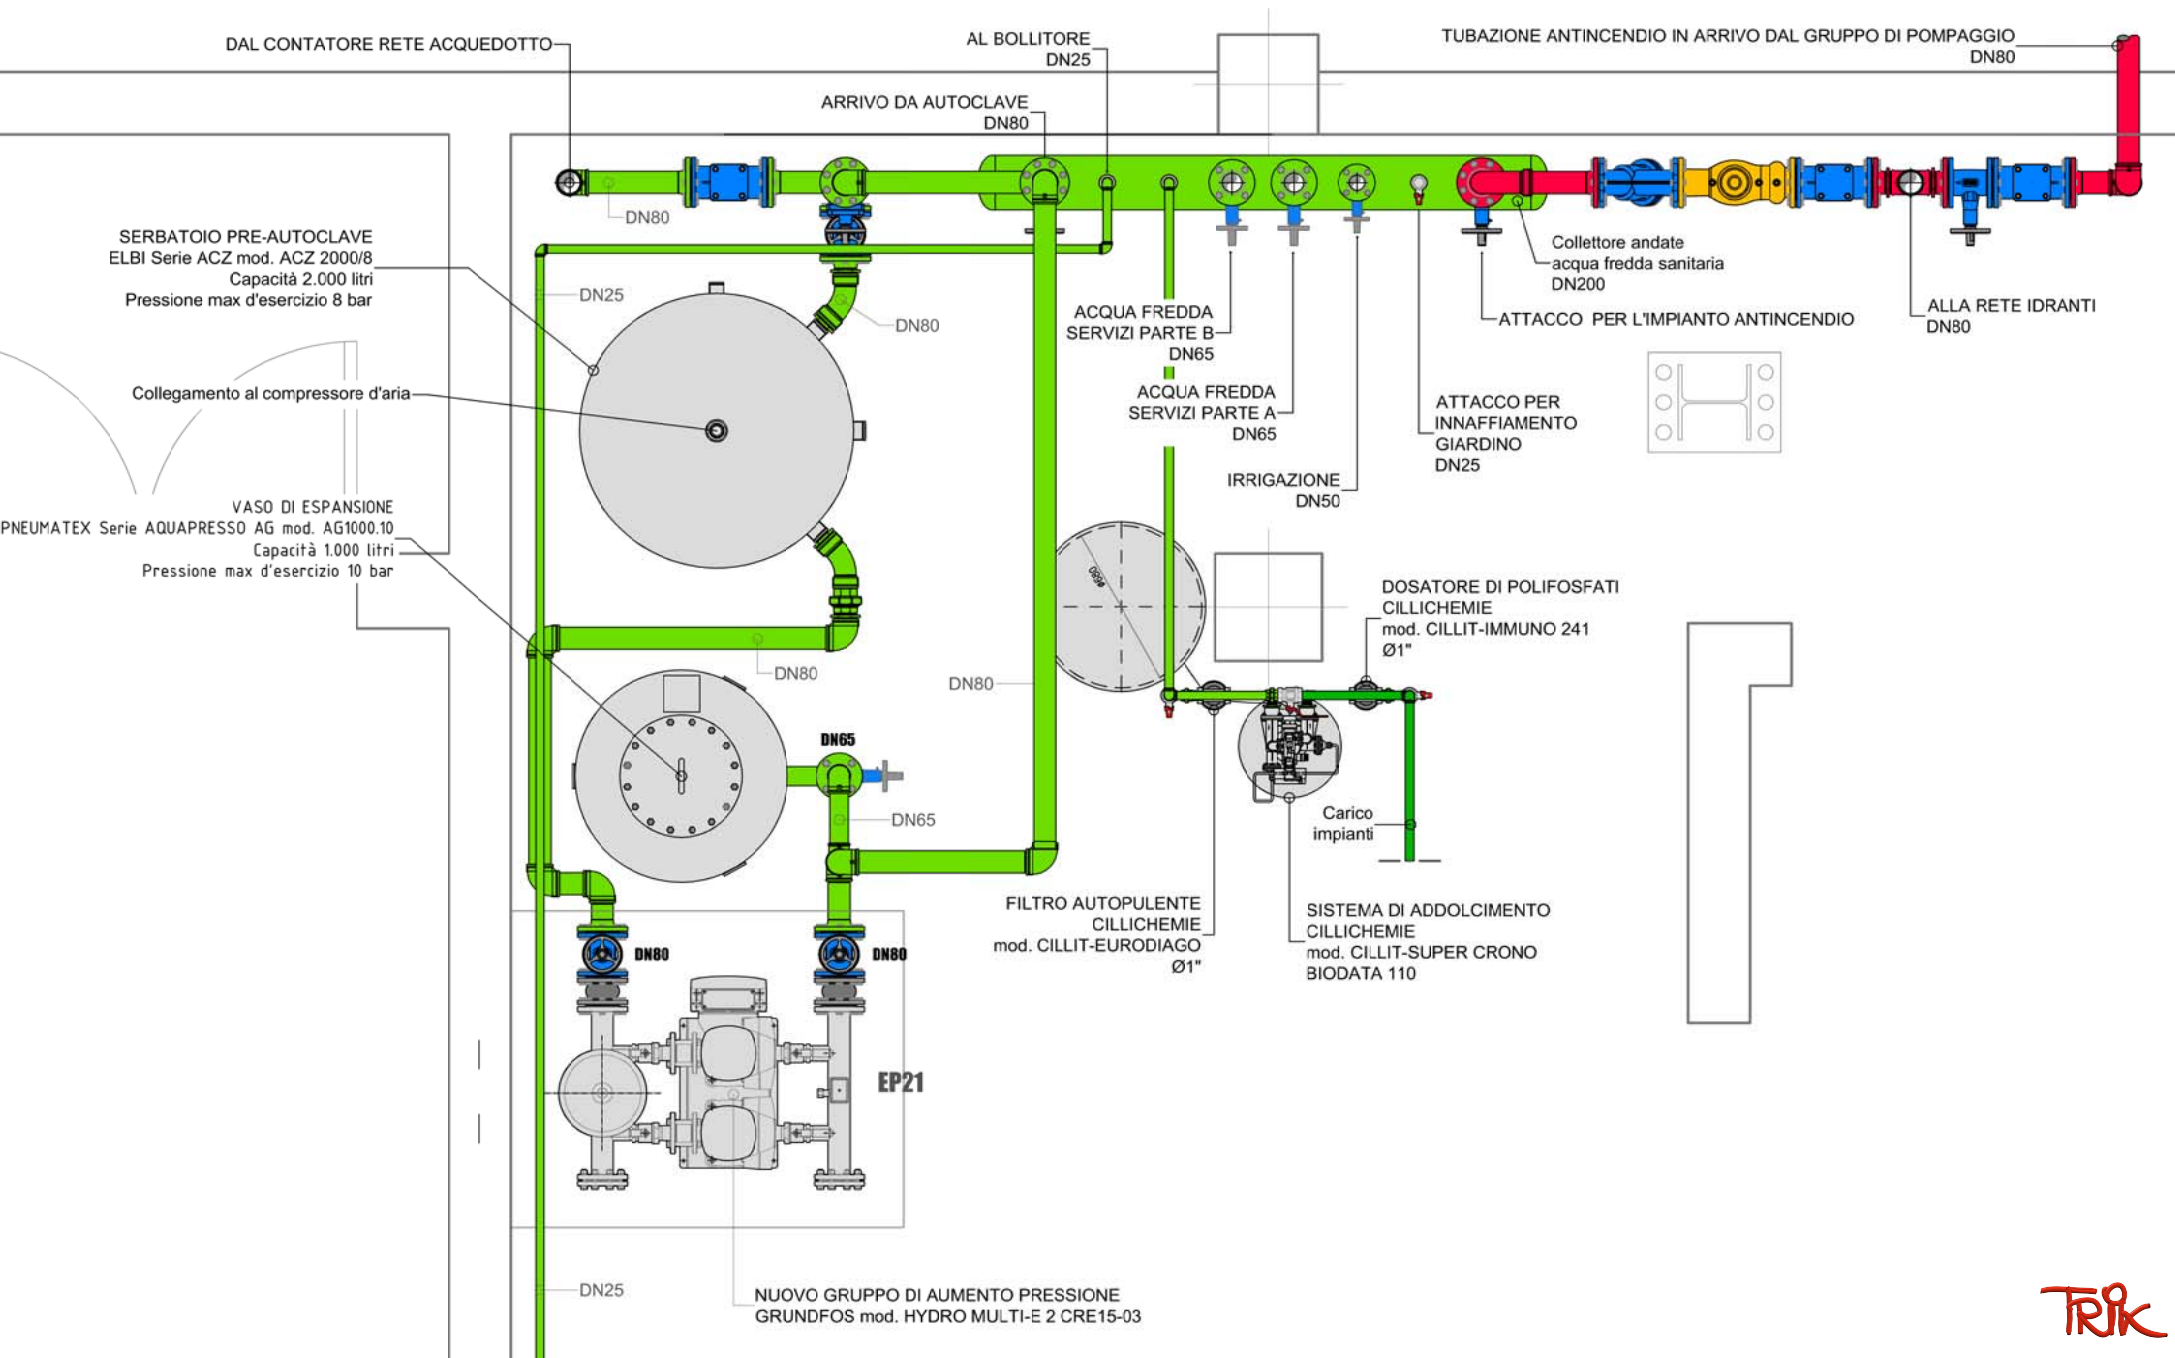 DAL CONTATORE RETE ACQUEDOTTO
AL BOLLITORE
DN25
TUBAZIONE ANTINCENDIO IN ARRIVO DAL GRUPPO DI POMPAGGIO
DN80
ARRIVO DA AUTOCLAVE
DN80
DN80
SERBATOIO PRE-AUTOCLAVE
ELBI Serie ACZ mod. ACZ 2000/8
Capacità 2.000 litri
Pressione max d'esercizio 8 bar
DN25
DN80
Collettore andate
acqua fredda sanitaria
DN200
ACQUA FREDDA
SERVIZI PARTE B
DN65
ATTACCO PER L'IMPIANTO ANTINCENDIO
ALLA RETE IDRANTI
DN80
Collegamento al compressore d'aria
ACQUA FREDDA
SERVIZI PARTE A
DN65
ATTACCO PER
INNAFFIAMENTO
GIARDINO
DN25
IRRIGAZIONE
DN50
VASO DI ESPANSIONE
PNEUMATEX Serie AQUAPRESSO AG mod. AG1000.10
Capacità 1.000 litri
Pressione max d'esercizio 10 bar
DOSATORE DI POLIFOSFATI
CILLICHEMIE
mod. CILLIT-IMMUNO 241
Ø1"
DN80
DN80
DN65
DN65
Carico
impianti
FILTRO AUTOPULENTE
CILLICHEMIE
mod. CILLIT-EURODIAGO
Ø1"
SISTEMA DI ADDOLCIMENTO
CILLICHEMIE
mod. CILLIT-SUPER CRONO
BIODATA 110
DN80
DN80
EP21
DN25
NUOVO GRUPPO DI AUMENTO PRESSIONE
GRUNDFOS mod. HYDRO MULTI-E 2 CRE15-03
TRIK